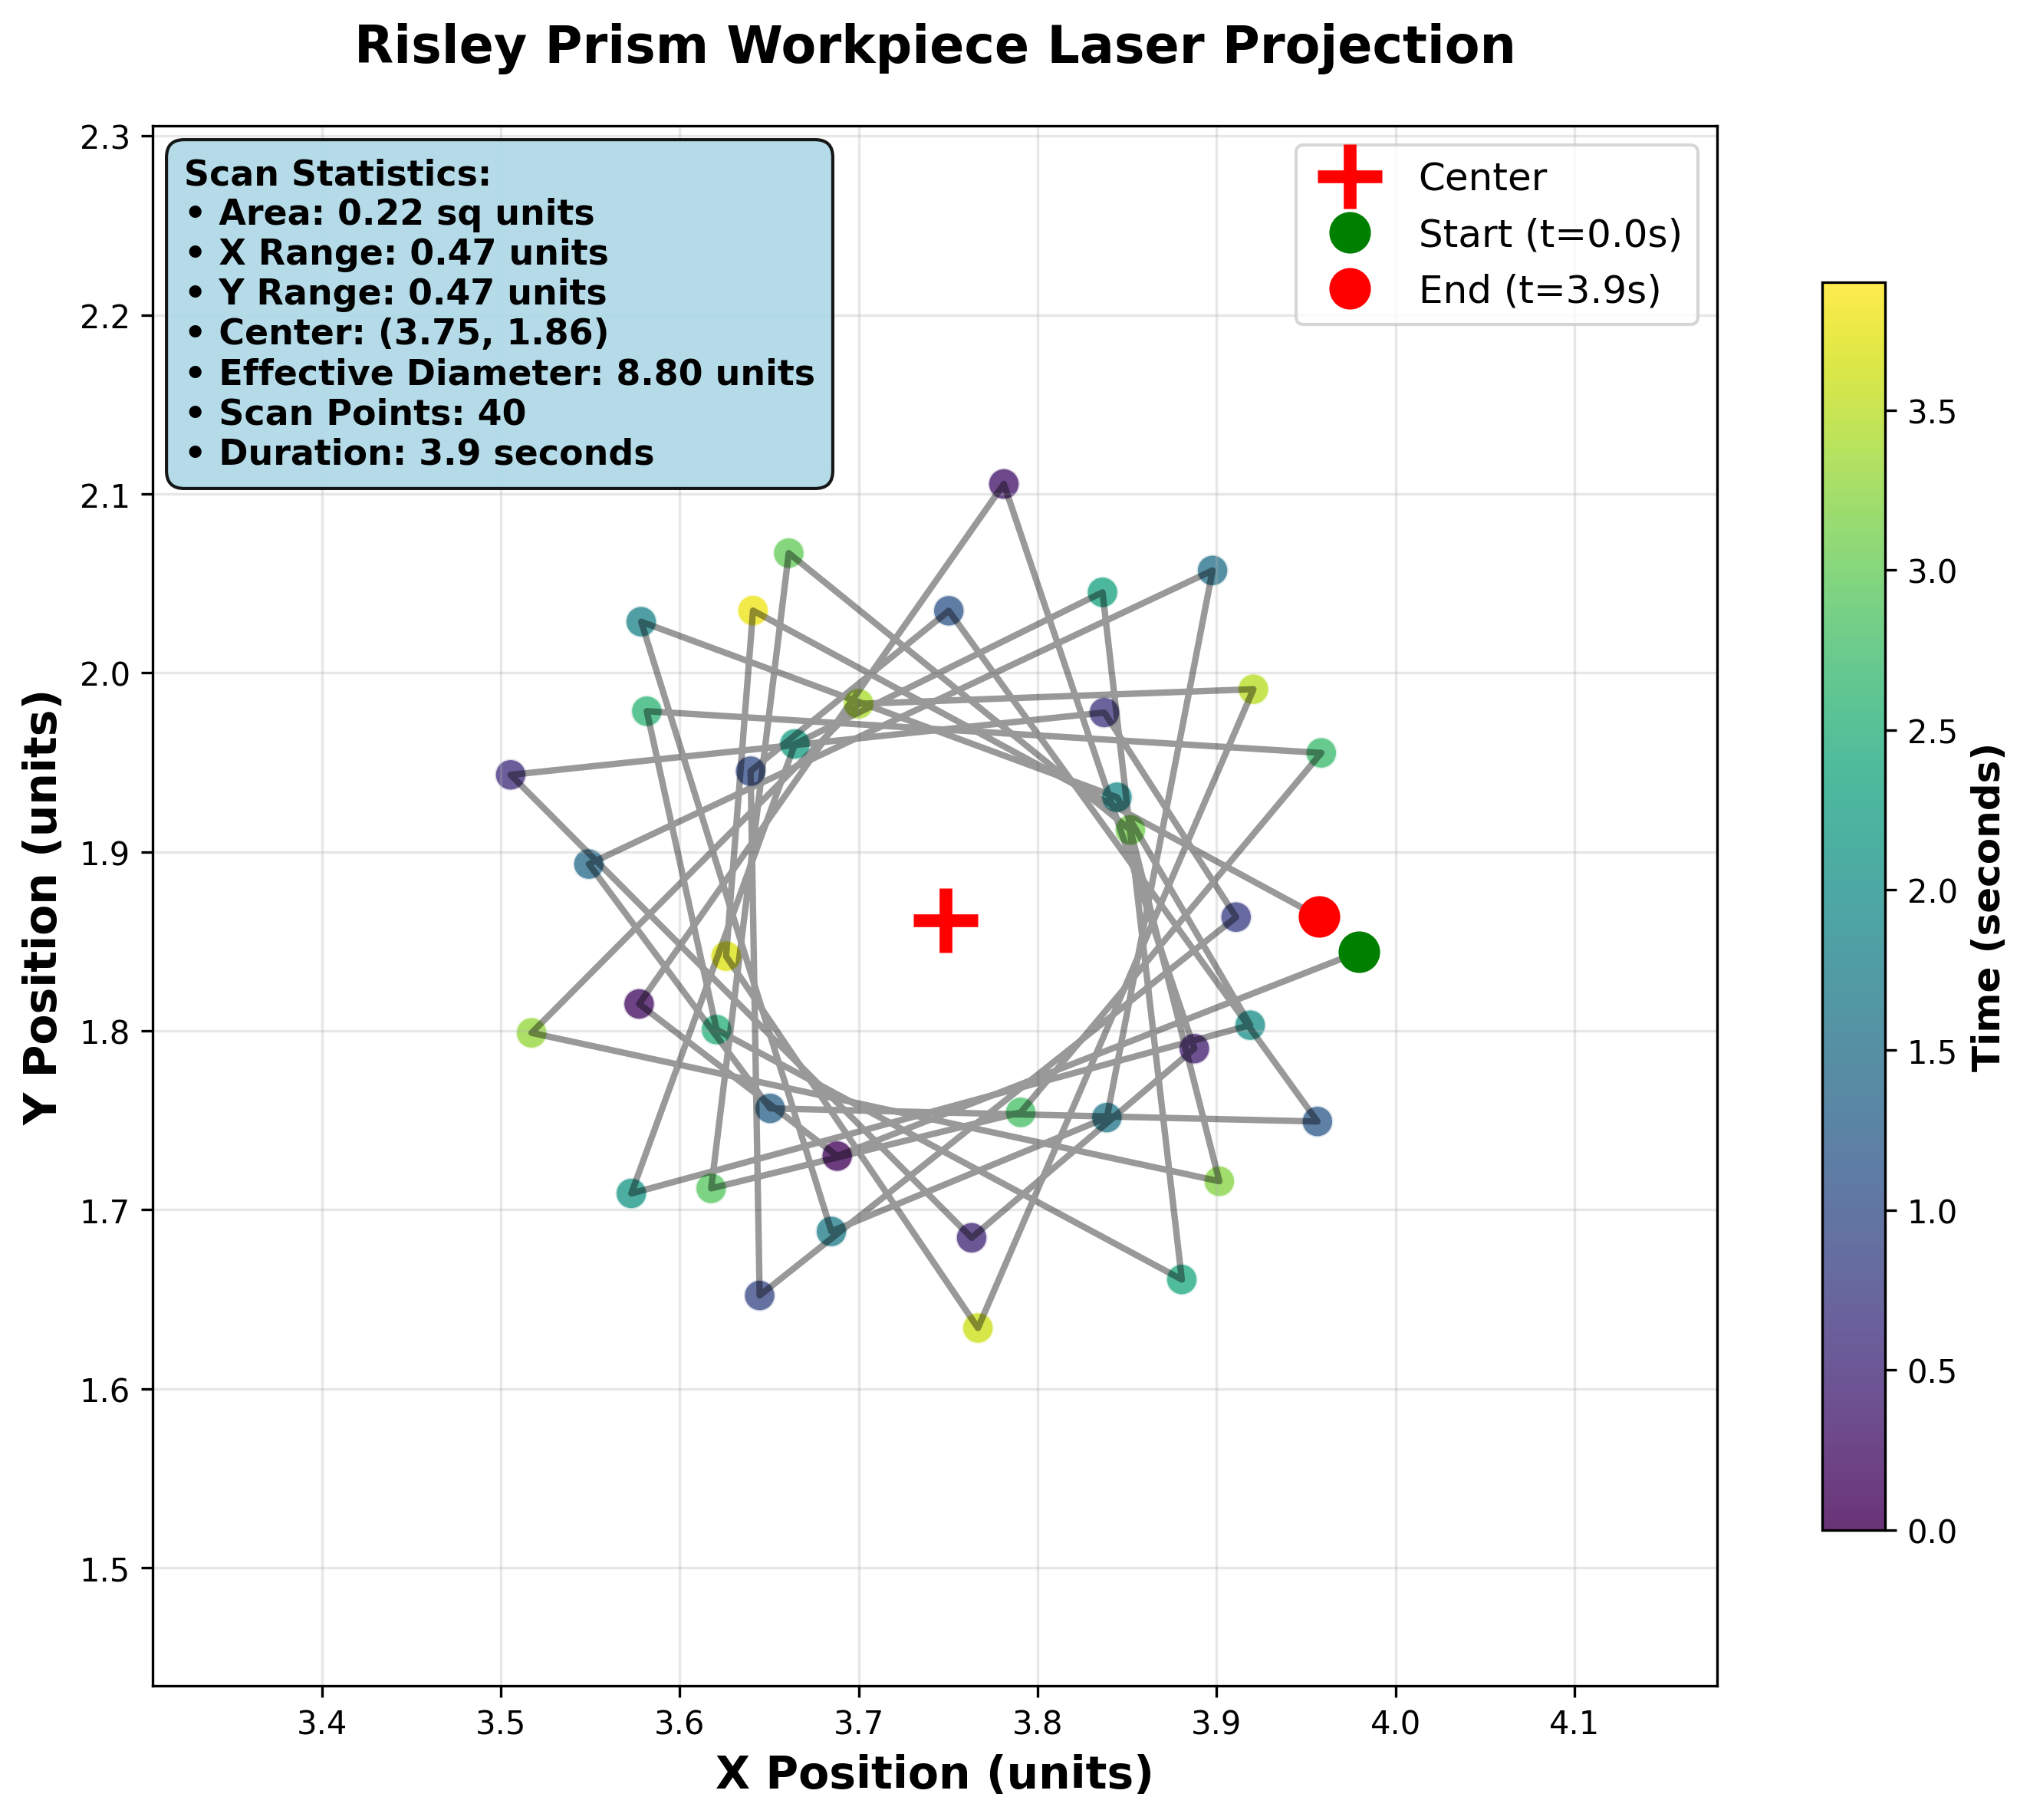 Risley Prism Workpiece Laser Projection
Scan Statistics:
• Area: 0.22 sq units
• X Range: 0.47 units
• Y Range: 0.47 units
• Center: (3.75, 1.86)
• Effective Diameter: 8.80 units
• Scan Points: 40
• Duration: 3.9 seconds
Center
Start (t=0.0s)
End (t=3.9s)
Y Position (units)
2.3
2.2
2.1
2.0
1.9
1.8
1.7
1.6
1.5
3.4 3.5 3.6 3.7 3.8 3.9 4.0 4.1
X Position (units)
3.5
3.0
2.5
2.0
1.5
1.0
0.5
0.0
Time (seconds)